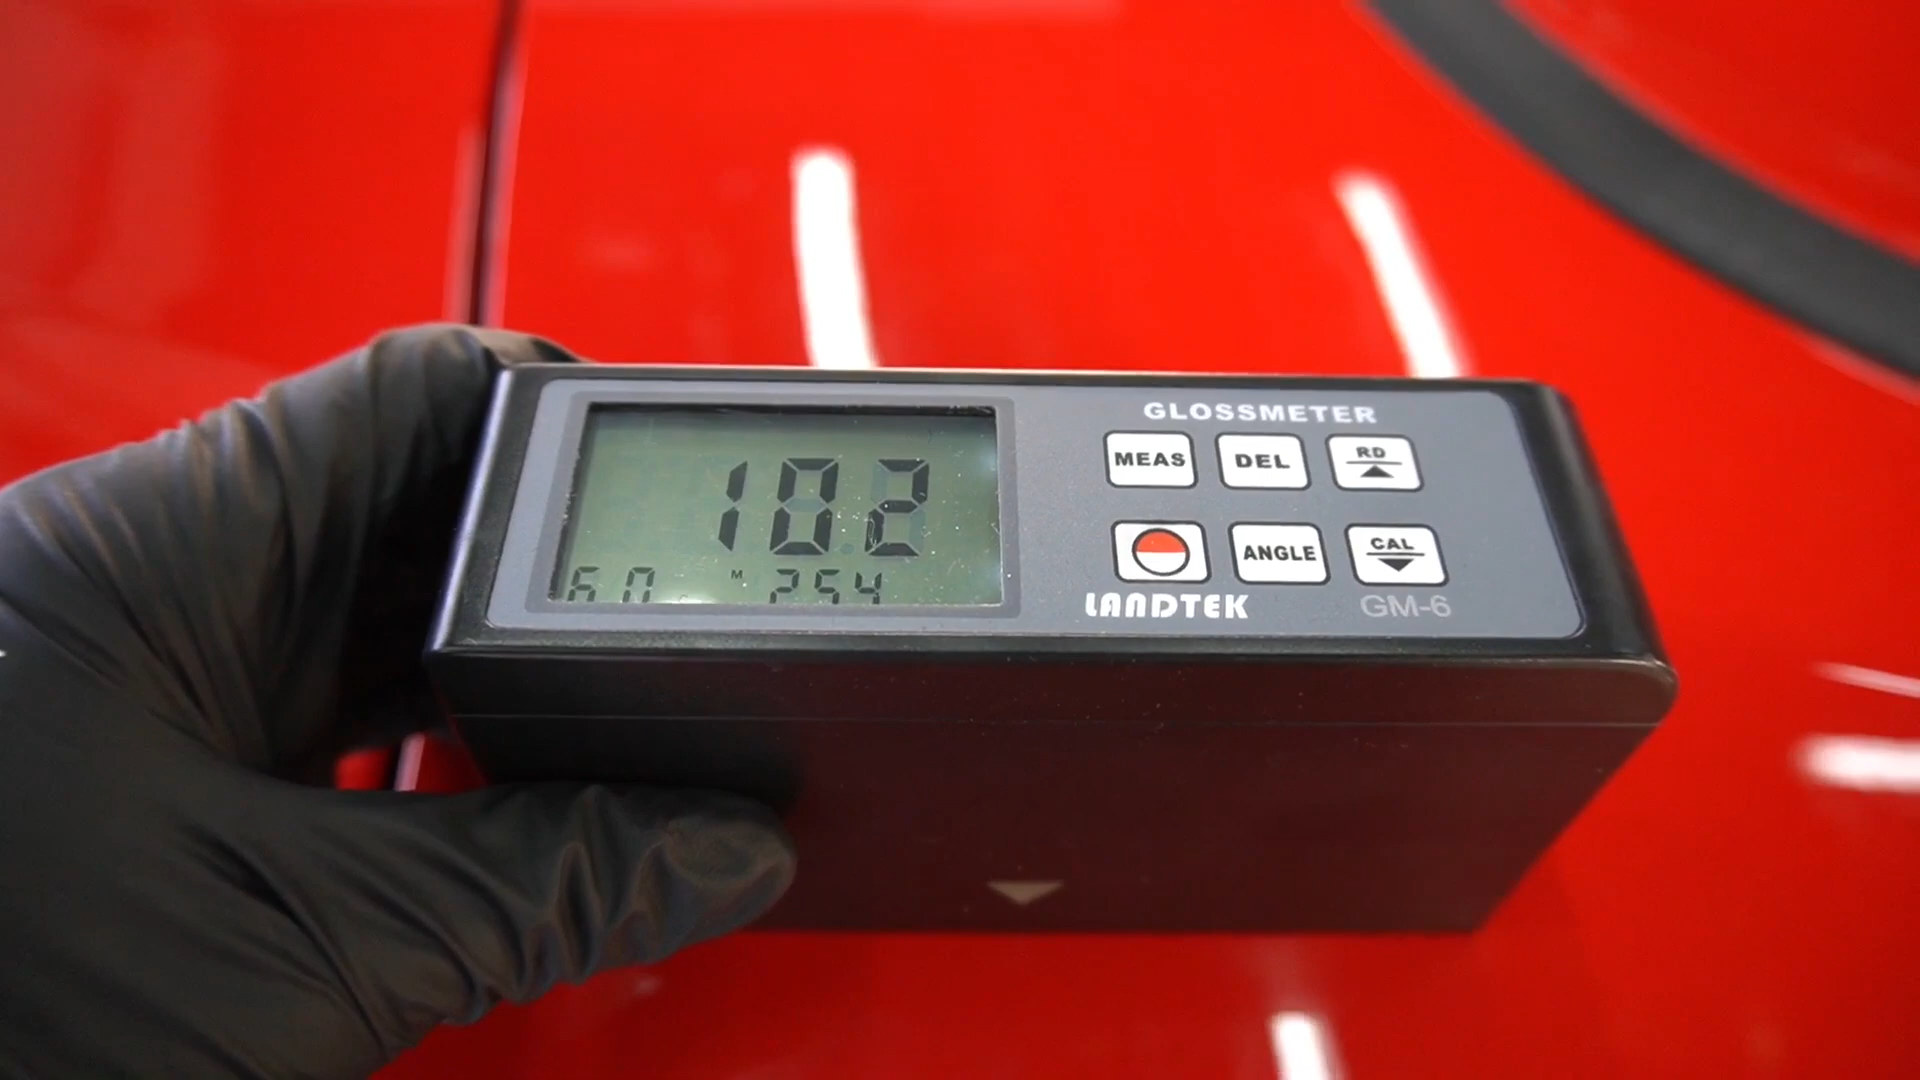 GLOSSMETER
MEAS DEL RD
102
ANGLE CAL
60 M 254
LANDTEK GM-6